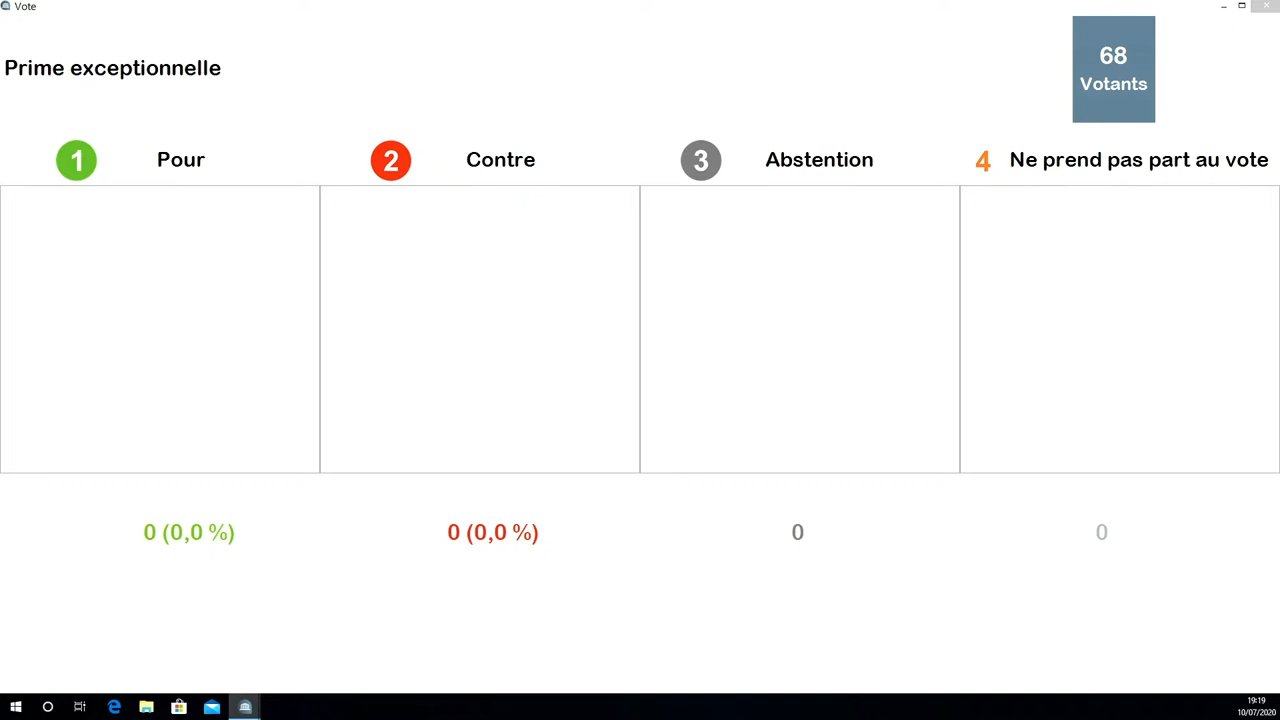 Vote
68
Votants
Prime exceptionnelle
1 Pour
2 Contre
3 Abstention
4 Ne prend pas part au vote
0 (0,0 %)
0 (0,0 %)
0
0
19:19
10/07/2020